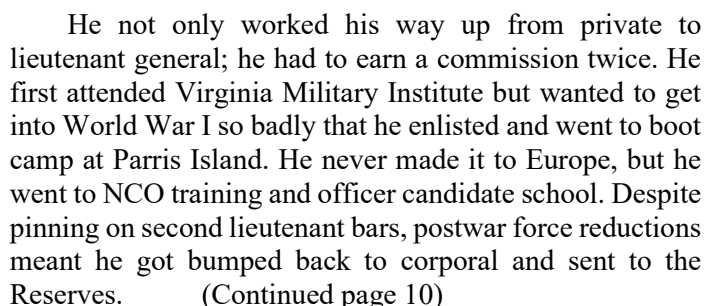 He not only worked his way up from private to
lieutenant general; he had to earn a commission twice. He
first attended Virginia Military Institute but wanted to get
into World War I so badly that he enlisted and went to boot
camp at Parris Island. He never made it to Europe, but he
went to NCO training and officer candidate school. Despite
pinning on second lieutenant bars, postwar force reductions
meant he got bumped back to corporal and sent to the
Reserves. (Continued page 10)